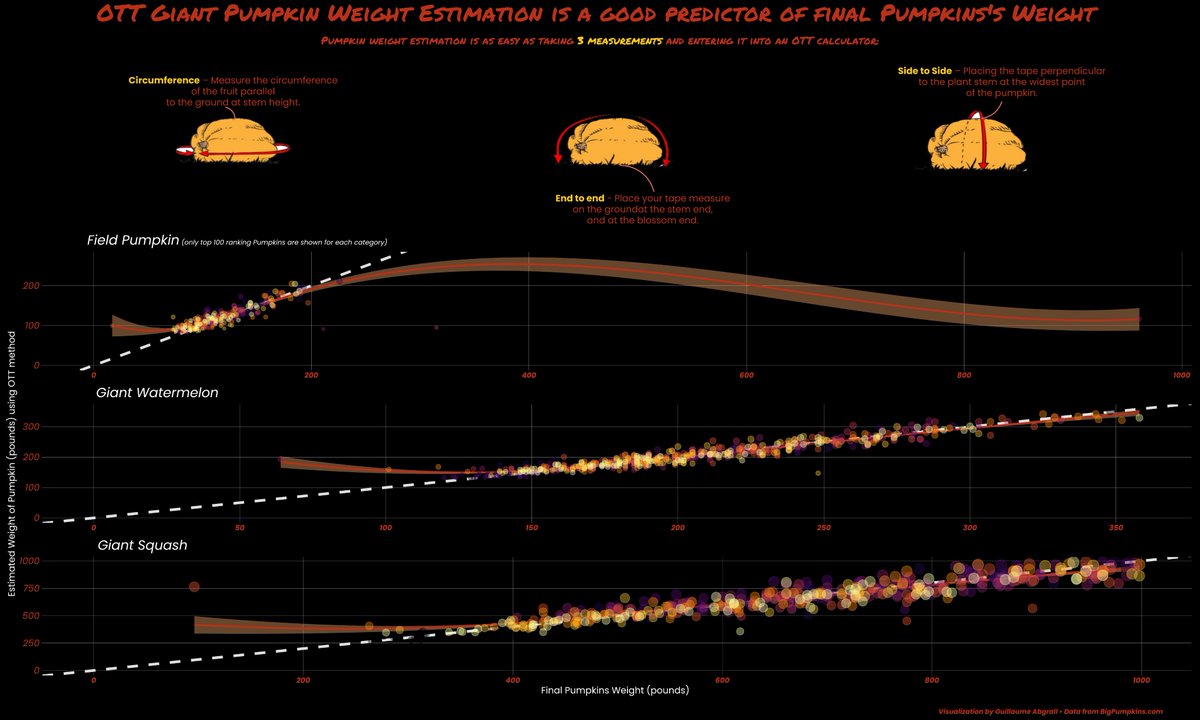 OTT Giant Pumpkin Weight Estimation is a good predictor of final Pumpkins's Weight
Pumpkin weight estimation is as easy as taking 3 measurements and entering it into an OTT calculator:
Circumference - Measure the circumference
of the fruit parallel
to the ground at stem height.
Side to Side - Placing the tape perpendicular
to the plant stem at the widest point
of the pumpkin.
End to end - Place your tape measure
on the groundat the stem end,
and at the blossom end.
Estimated Weight of Pumpkin (pounds) using OTT method
Field Pumpkin (only top 100 ranking Pumpkins are shown for each category)
200
100
0
0 200 400 600 800 1000
Giant Watermelon
300
200
100
0
0 50 100 150 200 250 300 350
Giant Squash
1000
750
500
250
0
0 200 400 600 800 1000
Final Pumpkins Weight (pounds)
Visualization by Guillaume Abgrall • Data from BigPumpkins.com